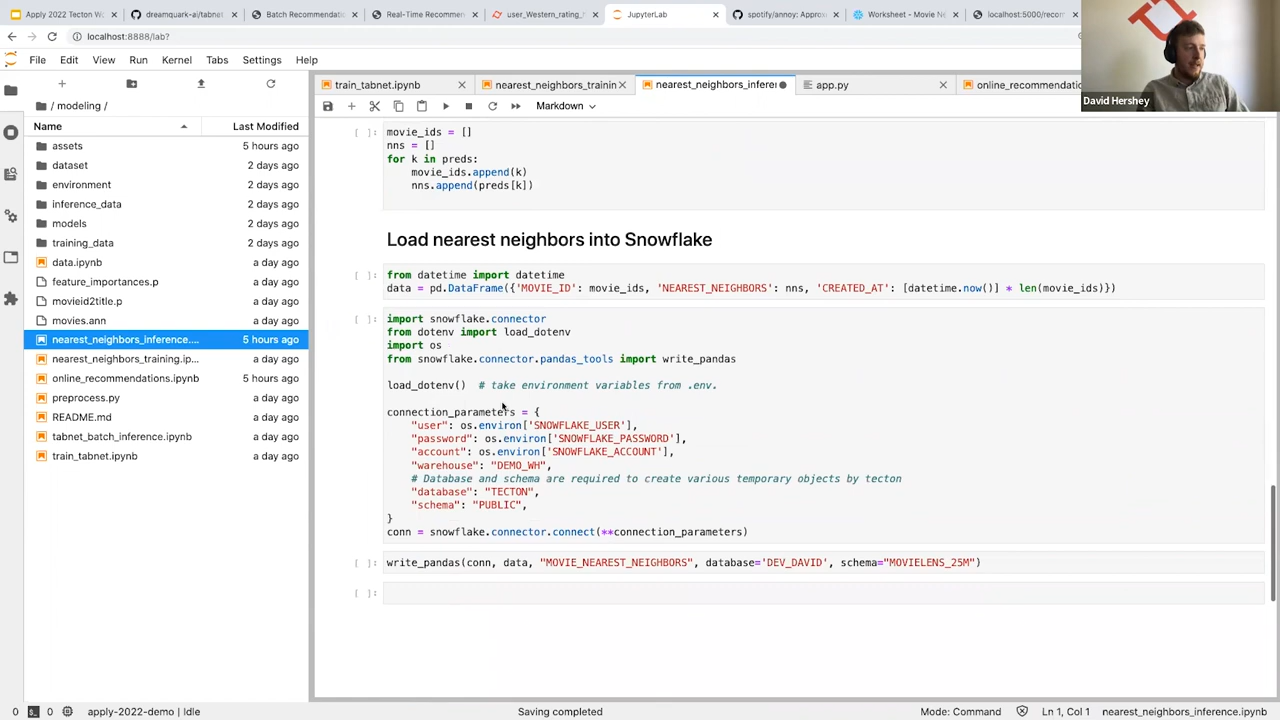 Apply 2022 Tecton W
dreamquark-ai/tabnet
Batch Recommendation
Real-Time Recommen
user_Western_rating_
JupyterLab
spotify/annoy: Approx
Worksheet - Movie Ne
localhost:5000/recom
localhost:8888/lab?
File Edit View Run Kernel Tabs Settings Help
David Hershey
train_tabnet.ipynb
nearest_neighbors_trainin
nearest_neighbors_inferen
app.py
online_recommendatio
/ modeling /
Markdown
Name Last Modified
assets 5 hours ago
dataset 2 days ago
environment 2 days ago
inference_data 2 days ago
models 2 days ago
training_data 2 days ago
data.ipynb a day ago
feature_importances.p a day ago
movieid2title.p a day ago
movies.ann a day ago
nearest_neighbors_inference.... 5 hours ago
nearest_neighbors_training.ip... a day ago
online_recommendations.ipynb 5 hours ago
preprocess.py a day ago
README.md a day ago
tabnet_batch_inference.ipynb a day ago
train_tabnet.ipynb a day ago
[ ]: movie_ids = []
nns = []
for k in preds:
movie_ids.append(k)
nns.append(preds[k])
Load nearest neighbors into Snowflake
[ ]: from datetime import datetime
data = pd.DataFrame({'MOVIE_ID': movie_ids, 'NEAREST_NEIGHBORS': nns, 'CREATED_AT': [datetime.now()] * len(movie_ids)})
[ ]: import snowflake.connector
from dotenv import load_dotenv
import os
from snowflake.connector.pandas_tools import write_pandas
load_dotenv() # take environment variables from .env.
connection_parameters = {
"user": os.environ['SNOWFLAKE_USER'],
"password": os.environ['SNOWFLAKE_PASSWORD'],
"account": os.environ['SNOWFLAKE_ACCOUNT'],
"warehouse": "DEMO_WH",
# Database and schema are required to create various temporary objects by tecton
"database": "TECTON",
"schema": "PUBLIC",
}
conn = snowflake.connector.connect(**connection_parameters)
[ ]: write_pandas(conn, data, "MOVIE_NEAREST_NEIGHBORS", database='DEV_DAVID', schema="MOVIELENS_25M")
[ ]:
0 0 apply-2022-demo | Idle Saving completed Mode: Command Ln 1, Col 1 nearest_neighbors_inference.ipynb